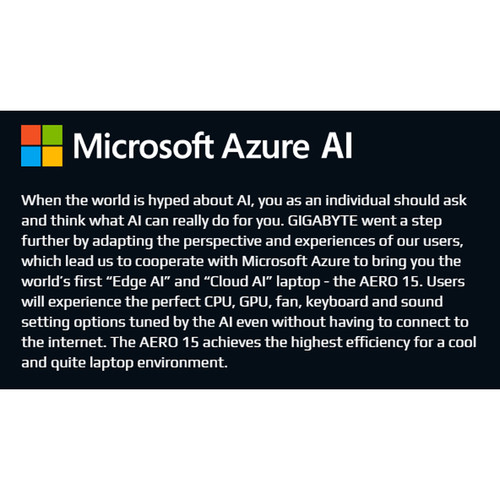 Microsoft Azure AI
When the world is hyped about AI, you as an individual should ask
and think what AI can really do for you. GIGABYTE went a step
further by adapting the perspective and experiences of our users,
which lead us to cooperate with Microsoft Azure to bring you the
world's first “Edge AI” and “Cloud AI” laptop - the AERO 15. Users
will experience the perfect CPU, GPU, fan, keyboard and sound
setting options tuned by the AI even without having to connect to
the internet. The AERO 15 achieves the highest efficiency for a cool
and quite laptop environment.